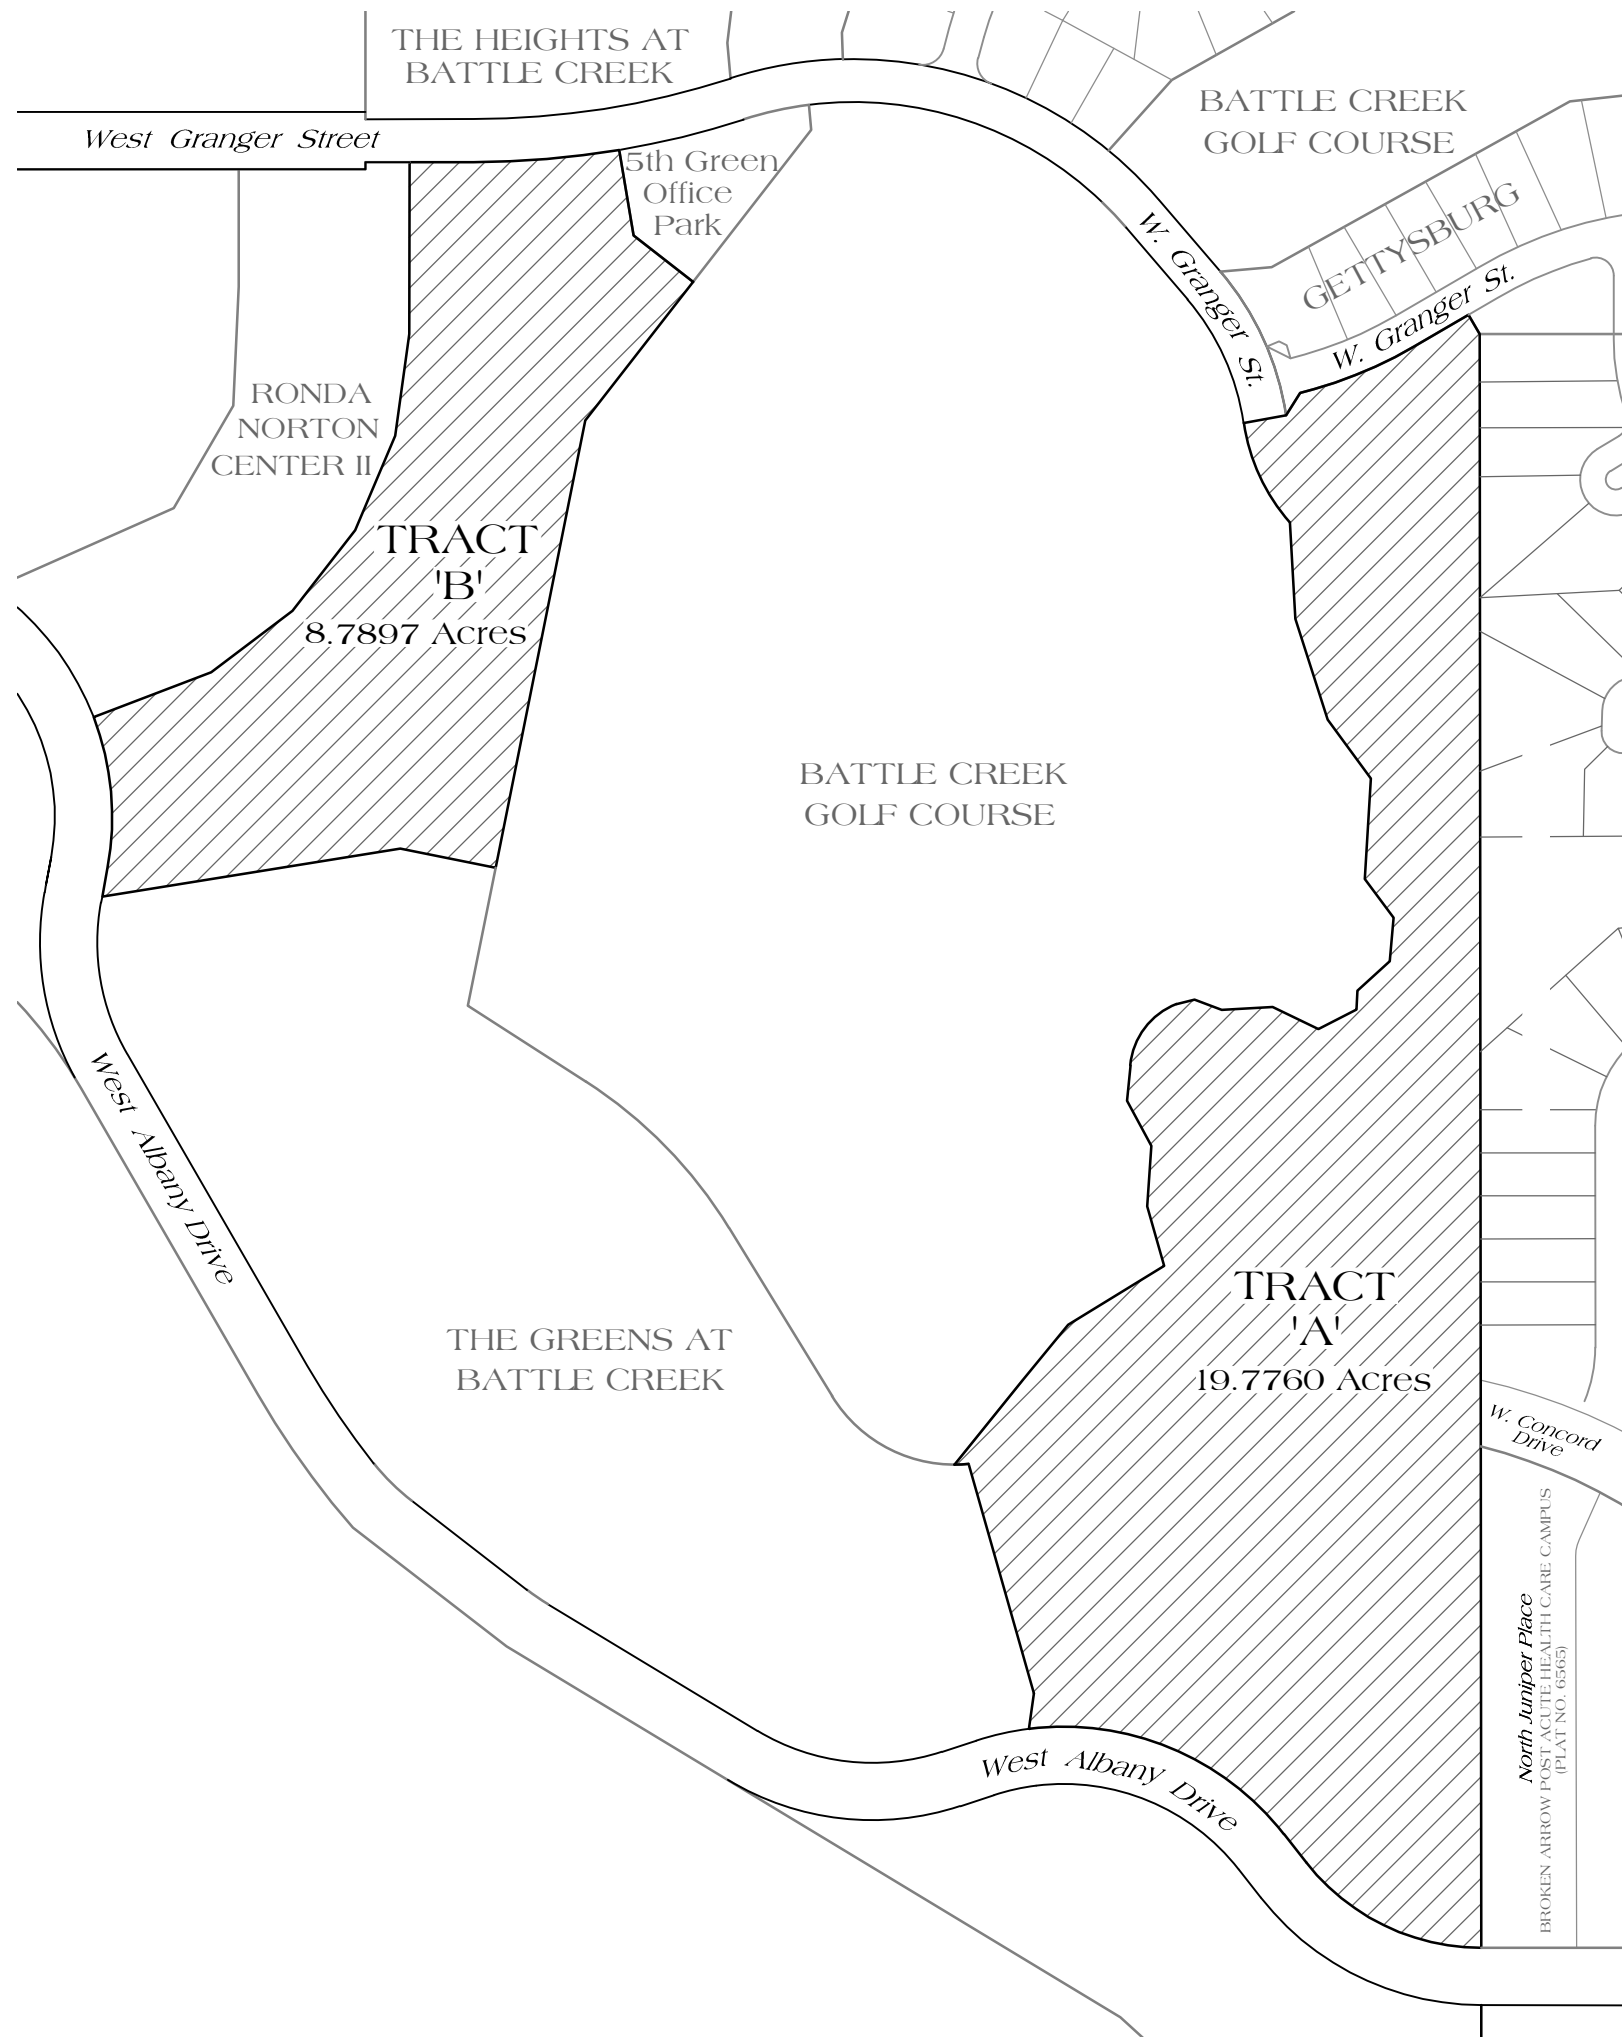 THE HEIGHTS AT
BATTLE CREEK
West Granger Street
5th Green
Office
Park
BATTLE CREEK
GOLF COURSE
GETTYSBURG
W. Granger St.
W. Granger St.
RONDA
NORTON
CENTER II
TRACT
'B'
8.7897 Acres
BATTLE CREEK
GOLF COURSE
West Albany Drive
THE GREENS AT
BATTLE CREEK
TRACT
'A'
19.7760 Acres
W. Concord
Drive
North Juniper Place
BROKEN ARROW POST ACUTE HEALTH CARE CAMPUS
(PLAT NO. 6565)
West Albany Drive